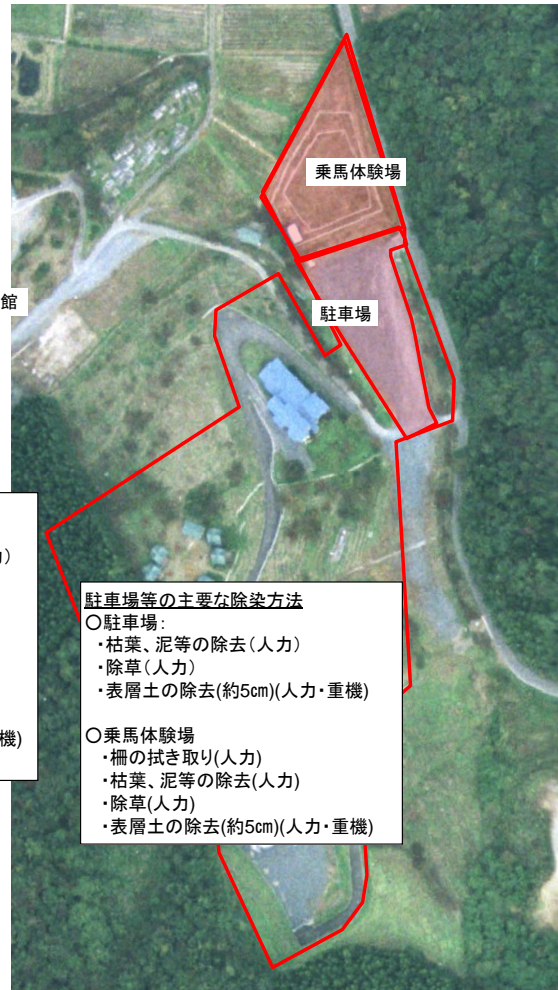 乗馬体験場
館
駐車場
）
機)
駐車場等の主要な除染方法
○駐車場:
・枯葉、泥等の除去(人力)
・除草(人力)
・表層土の除去(約5cm)(人力・重機)
○乗馬体験場
・柵の拭き取り(人力)
・枯葉、泥等の除去(人力)
・除草(人力)
・表層土の除去(約5cm)(人力・重機)